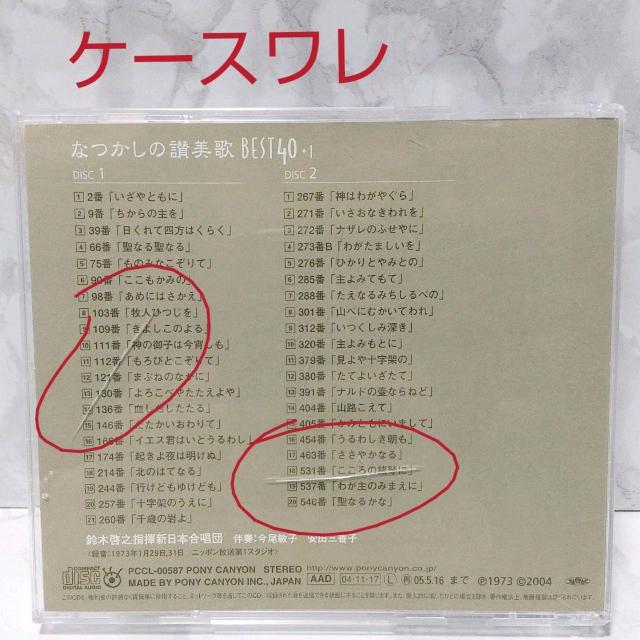 ケースワレ
なつかしの讃美歌 BEST40+1
DISC 1
1 2番「いざやともに」
2 9番「ちからの主を」
3 39番「日くれて四方はくらく」
4 66番「聖なる聖なる」
5 75番「ものみなこぞりて」
6 90番「ここもかみの」
7 98番「あめにはさかえ」
8 103番「牧人ひつじを」
9 109番「きよしこのよる」
10 111番「神の御子は今宵しも」
11 112番「もろびとこぞりて」
12 121番「まぶねのなかに」
13 130番「よろこべやたたえよや」
14 136番「血しおしたたる」
15 146番「たたかいおわりて」
16 166番「イエス君はいとうるわし」
17 174番「起きよ夜は明けぬ」
18 214番「北のはてなる」
19 244番「行けどもゆけども」
20 257番「十字架のうえに」
21 260番「千歳の岩よ」
DISC 2
1 267番「神はわがやぐら」
2 271番「いさおなきわれを」
3 272番「ナザレのふせやに」
4 273番B「わがたましいを」
5 276番「ひかりとやみとの」
6 285番「主よみてもて」
7 288番「たえなるみちしるべの」
8 301番「山べにむかいてわれ」
9 312番「いつくしみ深き」
10 320番「主よみもとに」
11 379番「見よや十字架の」
12 380番「たてよいざたて」
13 391番「ナルドの壺ならねど」
14 404番「山路こえて」
15 405番「かみともにいまして」
16 454番「うるわしき朝も」
17 463番「ささやかなる」
18 531番「こころの緒琴に」
19 537番「わが主のみまえに」
20 546番「聖なるかな」
鈴木啓之指揮新日本合唱団 伴奏:今尾敏子 安田三善子
〈録音:1973年1月29日,31日 ニッポン放送第1スタジオ〉
COMPACT disc DIGITAL AUDIO
PCCL-00587 PONY CANYON STEREO AAD 04・11・17 L 再 05.5.16 まで Ⓟ1973 ©2004
MADE BY PONY CANYON INC., JAPAN http://www.ponycanyon.co.jp